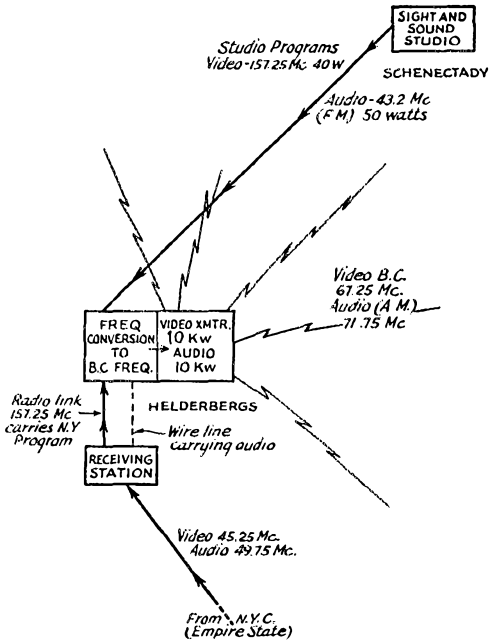 SIGHT AND
SOUND
STUDIO
SCHENECTADY
Studio Programs
Video-157.25 Mc 40W
Audio-43.2 Mc
(F.M.) 50 watts
Video B.C.
67.25 Mc.
Audio (A.M.)
71.75 Mc
FREQ
CONVERSION
TO
B.C FREQ.
VIDEO XMTR.
10 Kw
AUDIO
10 Kw
HELDERBERGS
Radio link
157.25 Mc
carries N.Y
Program
Wire line
carrying audio
RECEIVING
STATION
Video 45.25 Mc.
Audio 49.75 Mc.
From N.Y.C.
(Empire State)